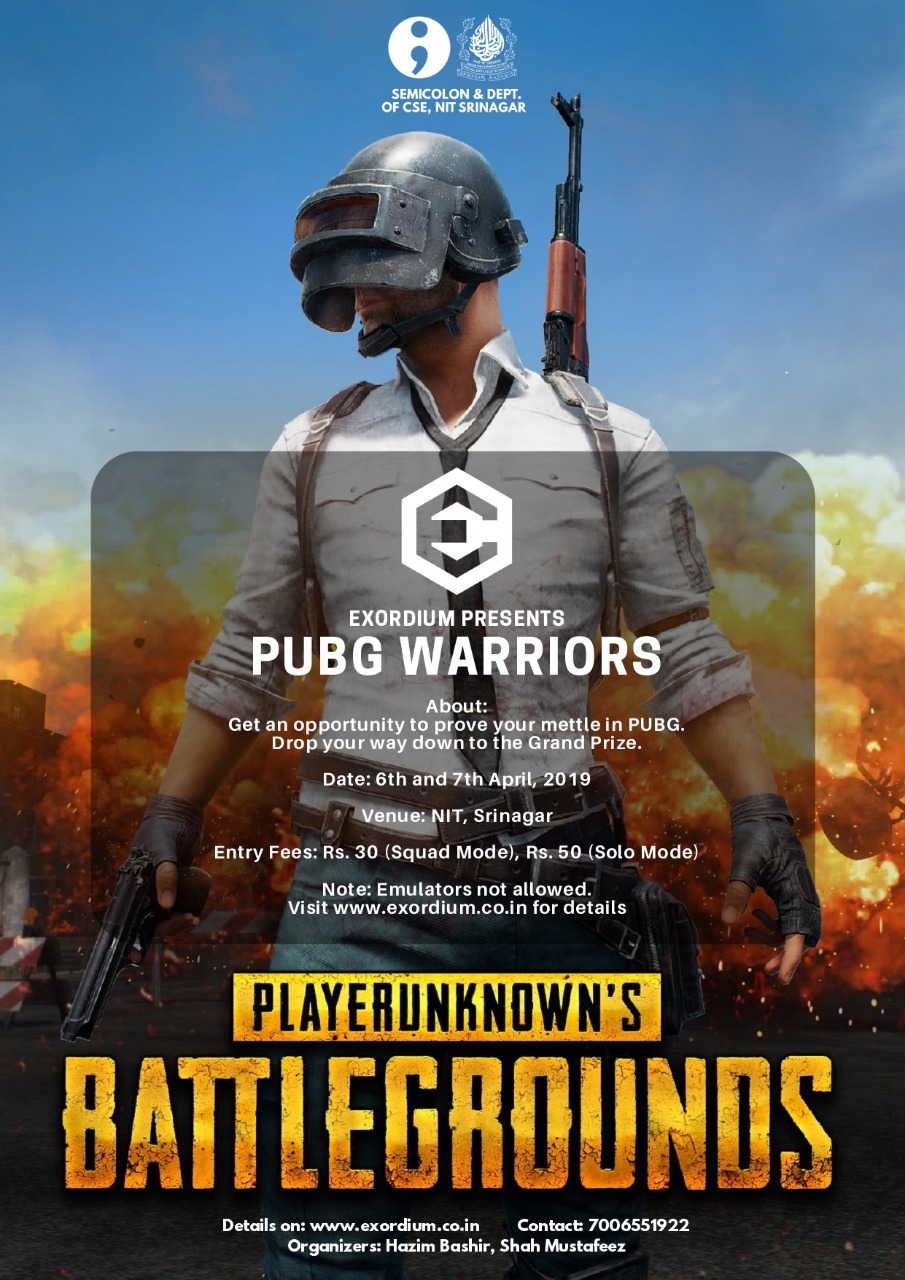 SEMICOLON & DEPT.
OF CSE, NIT SRINAGAR
EXORDIUM PRESENTS
PUBG WARRIORS
About:
Get an opportunity to prove your mettle in PUBG.
Drop your way down to the Grand Prize.
Date: 6th and 7th April, 2019
Venue: NIT, Srinagar
Entry Fees: Rs. 30 (Squad Mode), Rs. 50 (Solo Mode)
Note: Emulators not allowed.
Visit www.exordium.co.in for details
PLAYERUNKNOWN'S
BATTLEGROUNDS
Details on: www.exordium.co.in Contact: 7006551922
Organizers: Hazim Bashir, Shah Mustafeez